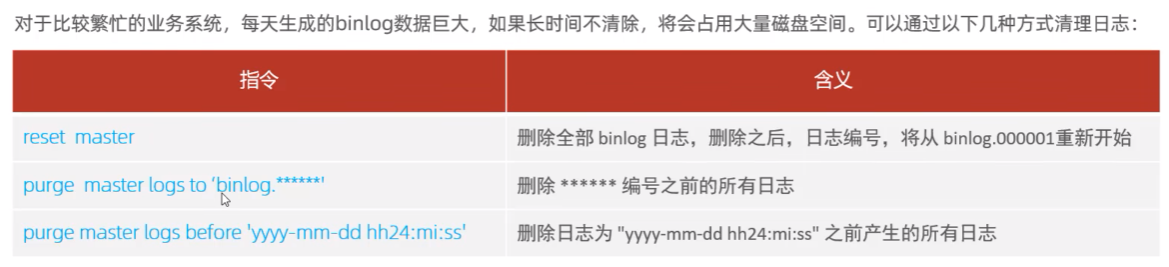 对于比较繁忙的业务系统，每天生成的binlog数据巨大，如果长时间不清除，将会占用大量磁盘空间。可以通过以下几种方式清理日志：
指令 含义
reset master 删除全部 binlog 日志，删除之后，日志编号，将从 binlog.000001重新开始
purge master logs to 'binlog.******' 删除 ****** 编号之前的所有日志
purge master logs before 'yyyy-mm-dd hh24:mi:ss' 删除日志为 "yyyy-mm-dd hh24:mi:ss" 之前产生的所有日志